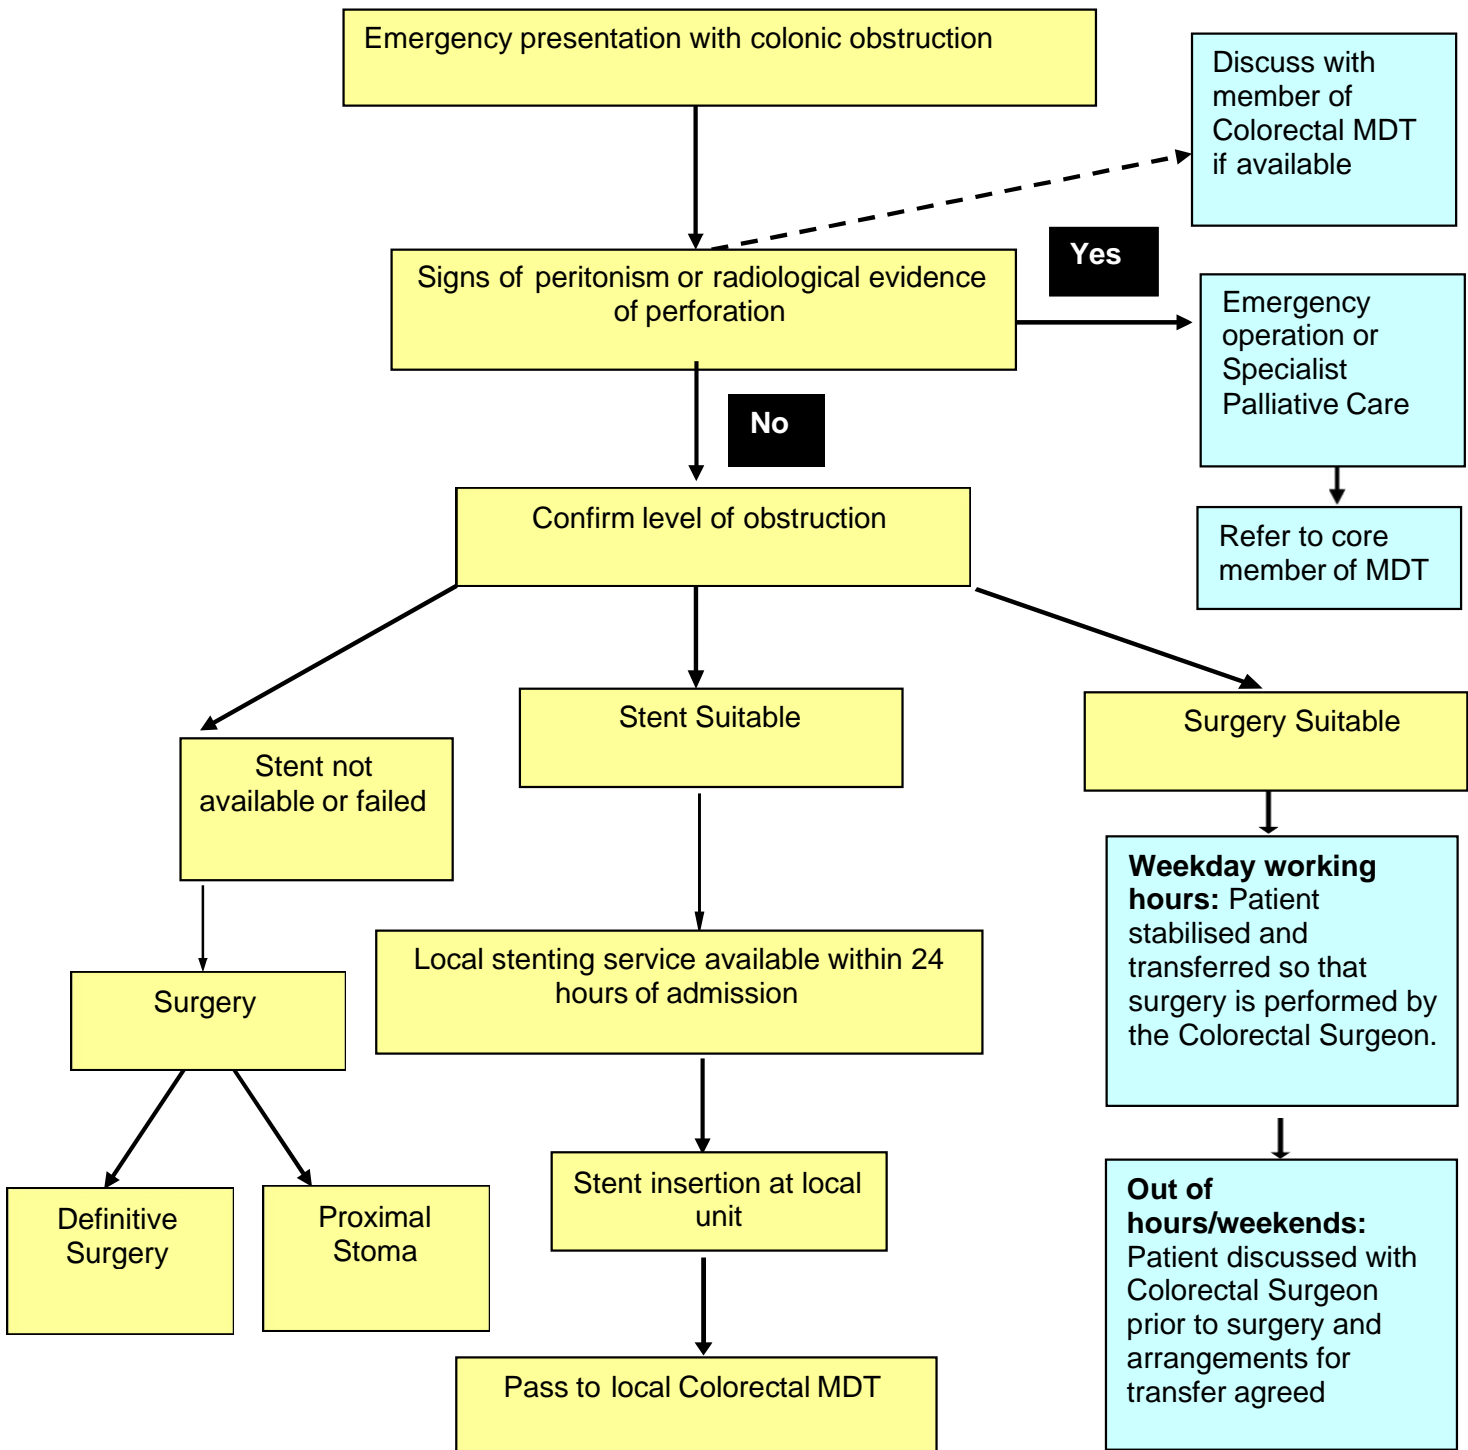 Emergency presentation with colonic obstruction
Discuss with
member of
Colorectal MDT
if available
Signs of peritonism or radiological evidence
of perforation
Yes
Emergency
operation or
Specialist
Palliative Care
No
Refer to core
member of MDT
Confirm level of obstruction
Stent not
available or failed
Stent Suitable
Surgery Suitable
Surgery
Local stenting service available within 24
hours of admission
Weekday working
hours: Patient
stabilised and
transferred so that
surgery is performed by
the Colorectal Surgeon.
Definitive
Surgery
Proximal
Stoma
Stent insertion at local
unit
Out of
hours/weekends:
Patient discussed with
Colorectal Surgeon
prior to surgery and
arrangements for
transfer agreed
Pass to local Colorectal MDT